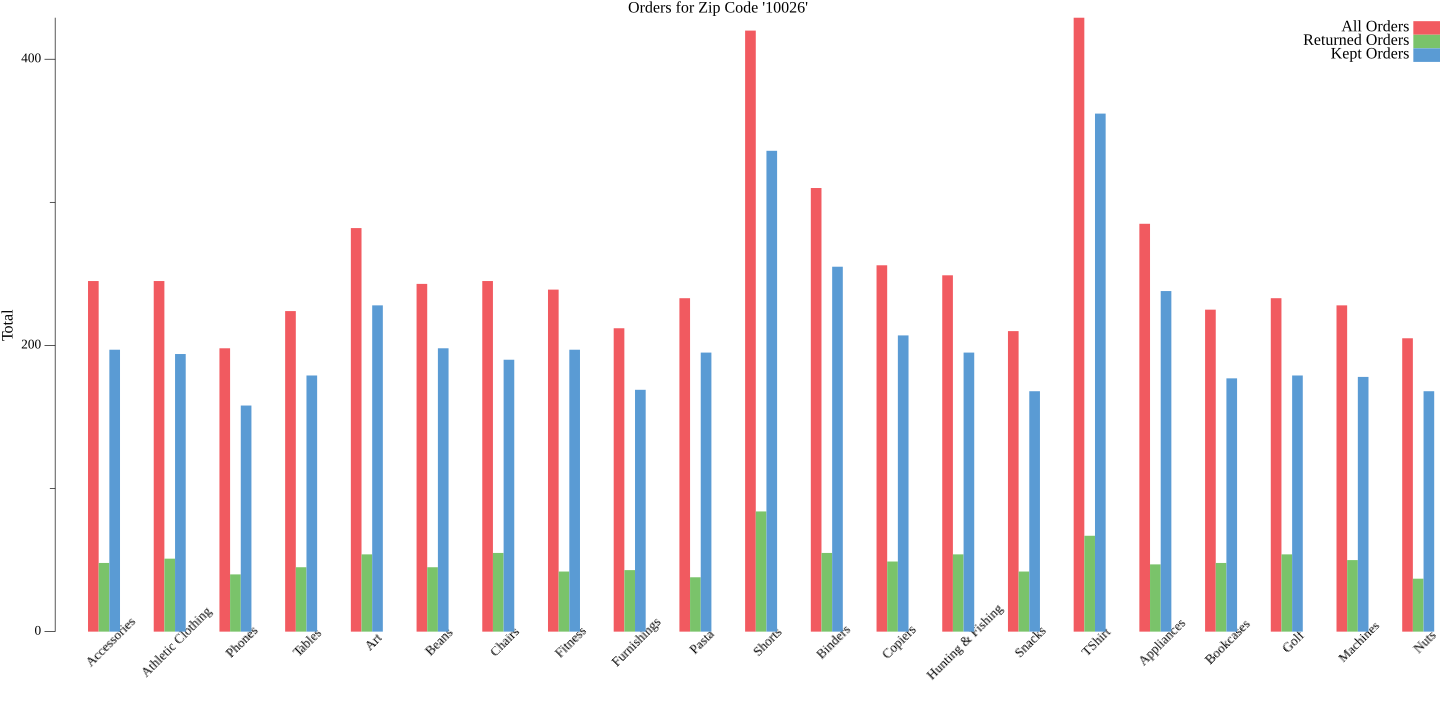 Orders for Zip Code '10026'
All Orders
Returned Orders
Kept Orders
400
200
0
Total
Accessories
Athletic Clothing
Phones
Tables
Art
Beans
Chairs
Fitness
Furnishings
Pasta
Shorts
Binders
Copiers
Hunting & Fishing
Snacks
TShirt
Appliances
Bookcases
Golf
Machines
Nuts